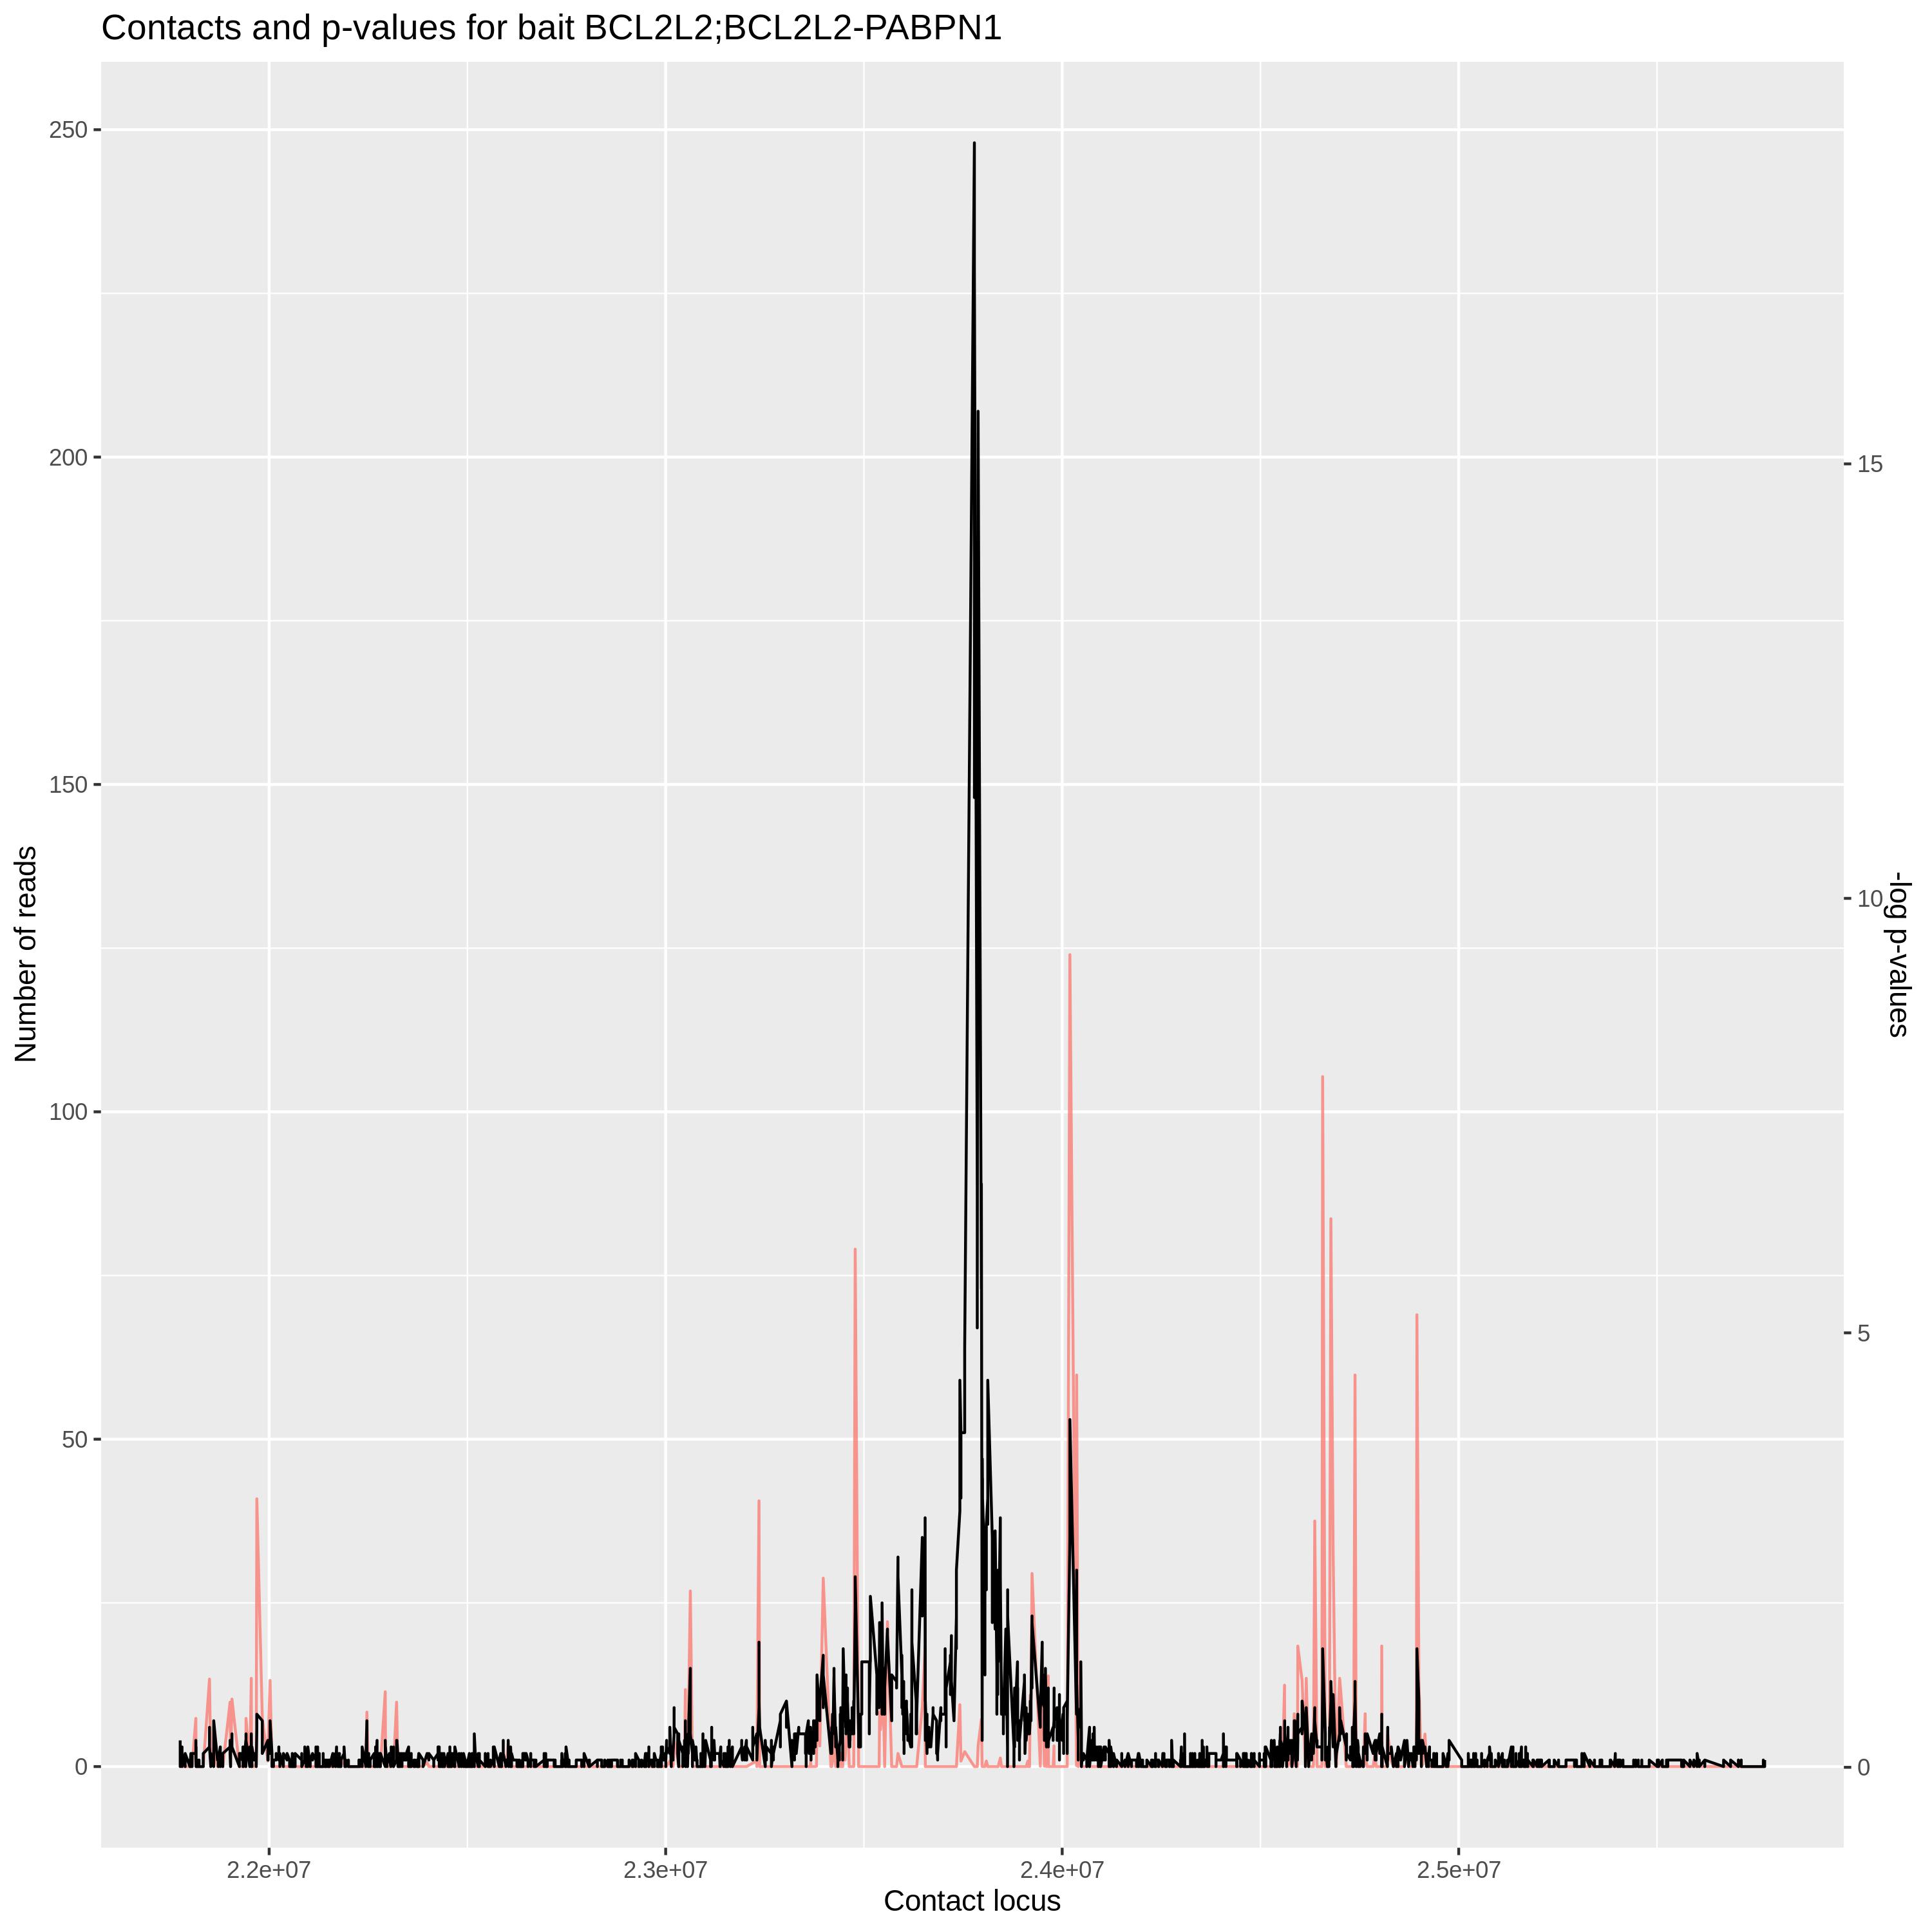 Contacts and p-values for bait BCL2L2;BCL2L2-PABPN1
250
200
150
100
50
0
Number of reads
15
10
5
0
-log p-values
2.2e+07
2.3e+07
2.4e+07
2.5e+07
Contact locus